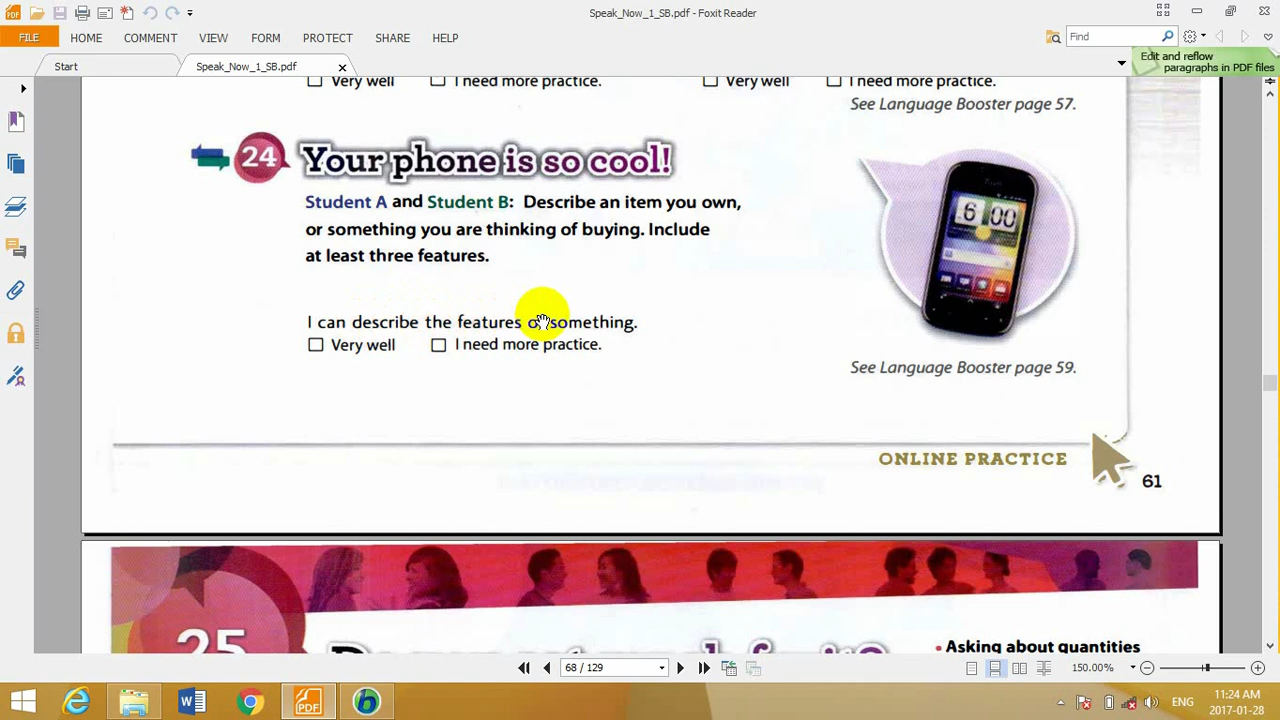 Speak_Now_1_SB.pdf - Foxit Reader
FILE HOME COMMENT VIEW FORM PROTECT SHARE HELP
Find
Edit and reflow
paragraphs in PDF files
Start
Speak_Now_1_SB.pdf
Very well I need more practice. Very well I need more practice.
See Language Booster page 57.
24 Your phone is so cool!
Student A and Student B: Describe an item you own,
or something you are thinking of buying. Include
at least three features.
6 00
I can describe the features of something.
Very well I need more practice.
See Language Booster page 59.
ONLINE PRACTICE
61
25
Asking about quantities
68 / 129
150.00%
PDF
ENG
11:24 AM
2017-01-28